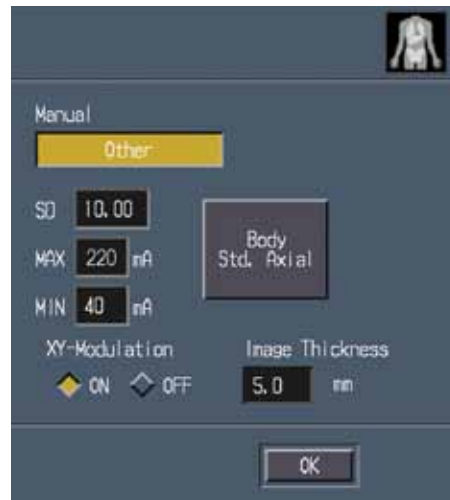 Manual
Other
SD 10.00
MAX 220 mA
MIN 40 mA
Body
Std. Axial
XY-Modulation
ON OFF
Image Thickness
5.0 mm
OK